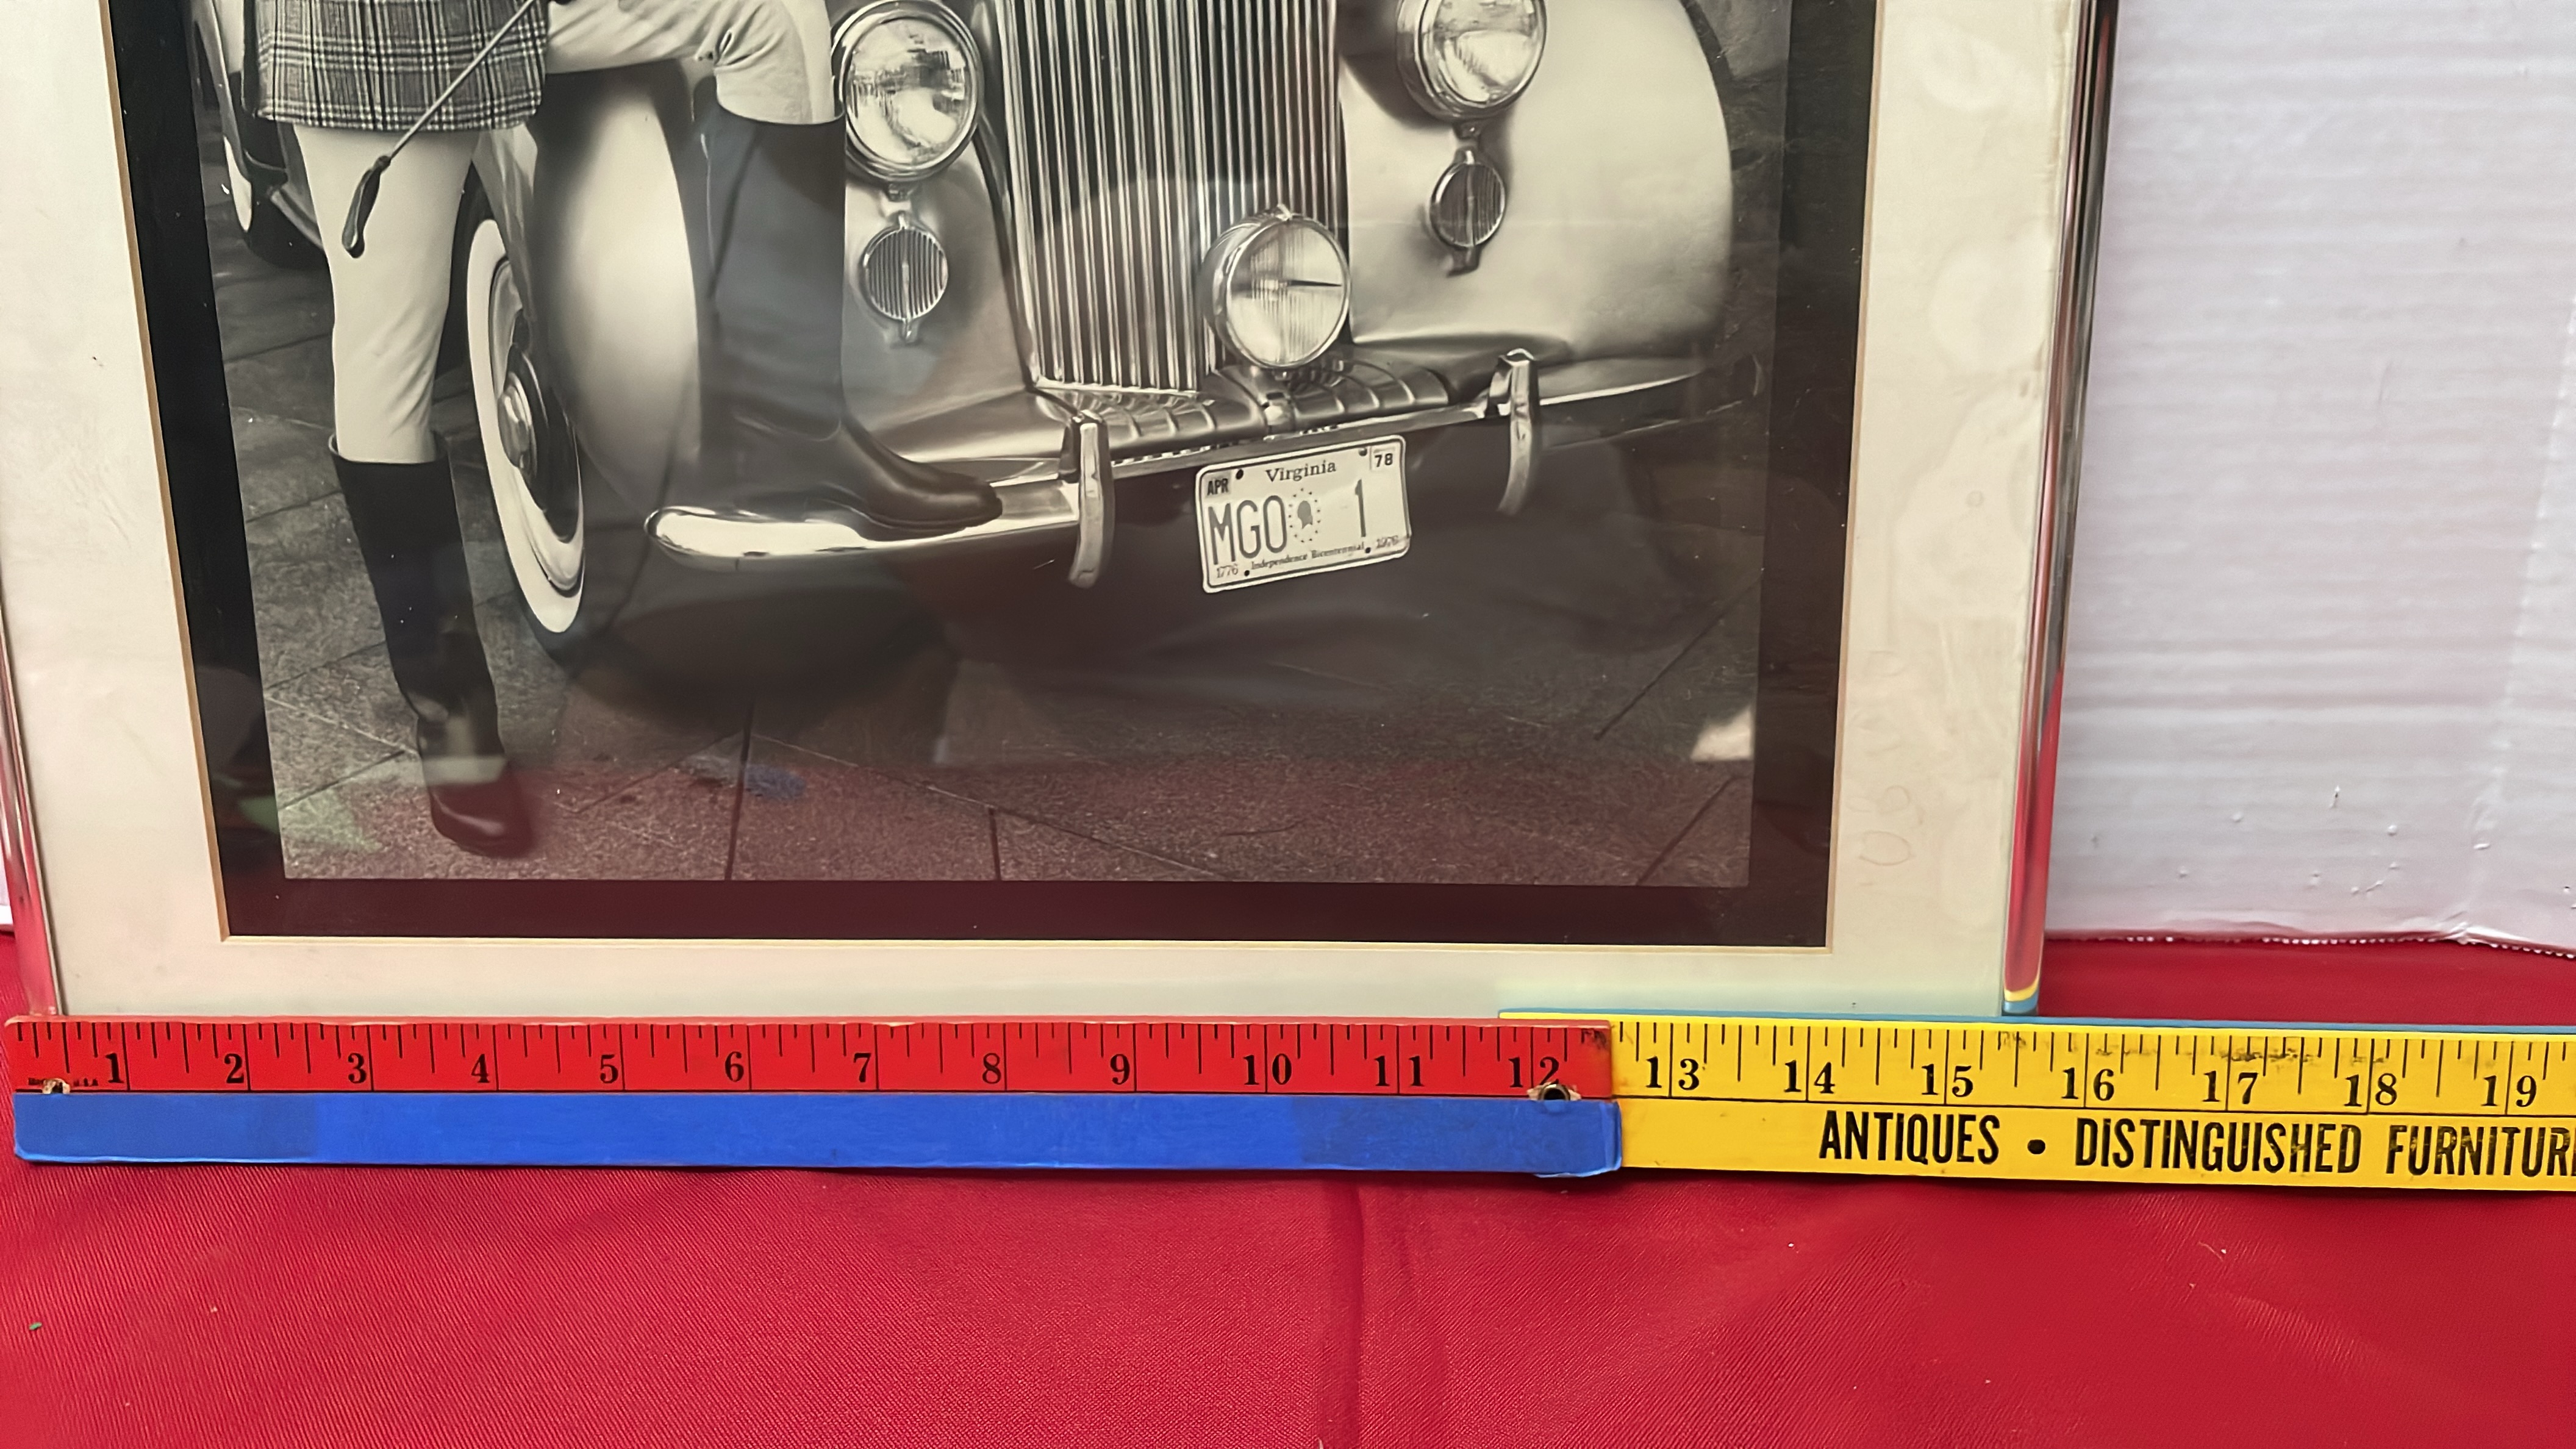 Virginia
APR 78
MGO 1
1776 Independence Bicentennial 1976
1 2 3 4 5 6 7 8 9 10 11 12 13 14 15 16 17 18 19
ANTIQUES • DISTINGUISHED FURNITUR